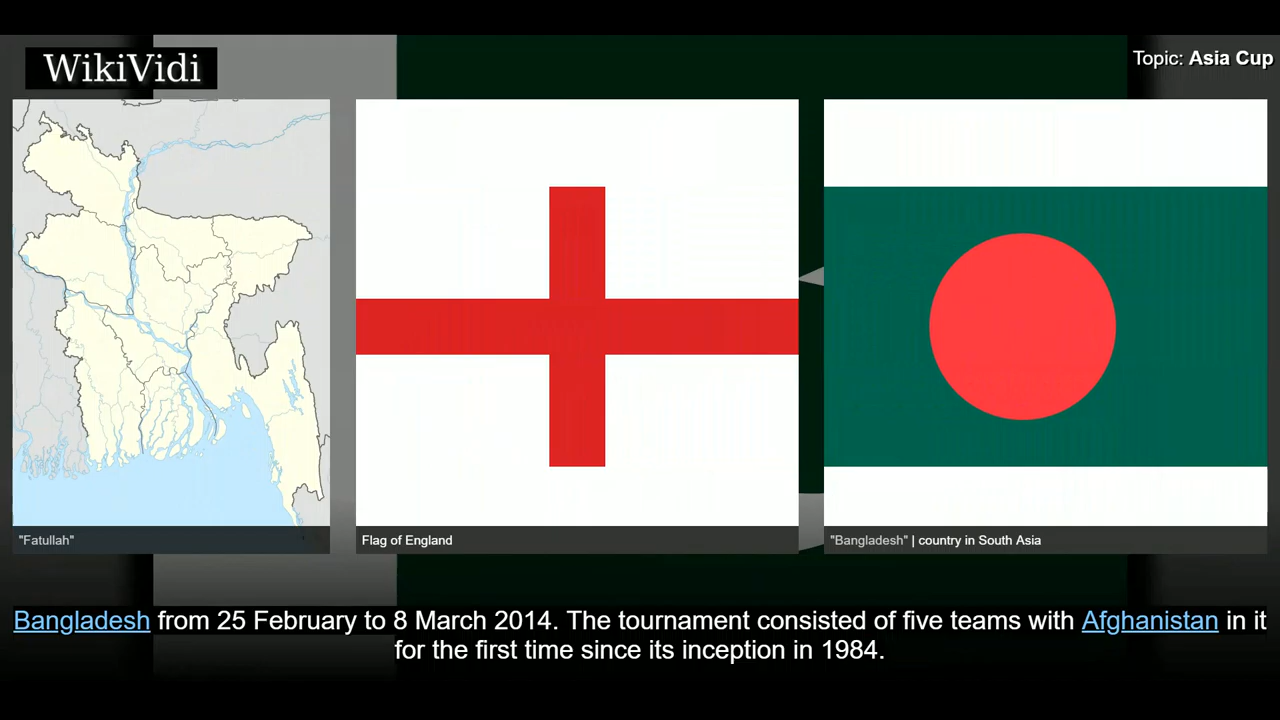 WikiVidi
Topic: Asia Cup
"Fatullah"
Flag of England
"Bangladesh" | country in South Asia
Bangladesh from 25 February to 8 March 2014. The tournament consisted of five teams with Afghanistan in it
for the first time since its inception in 1984.